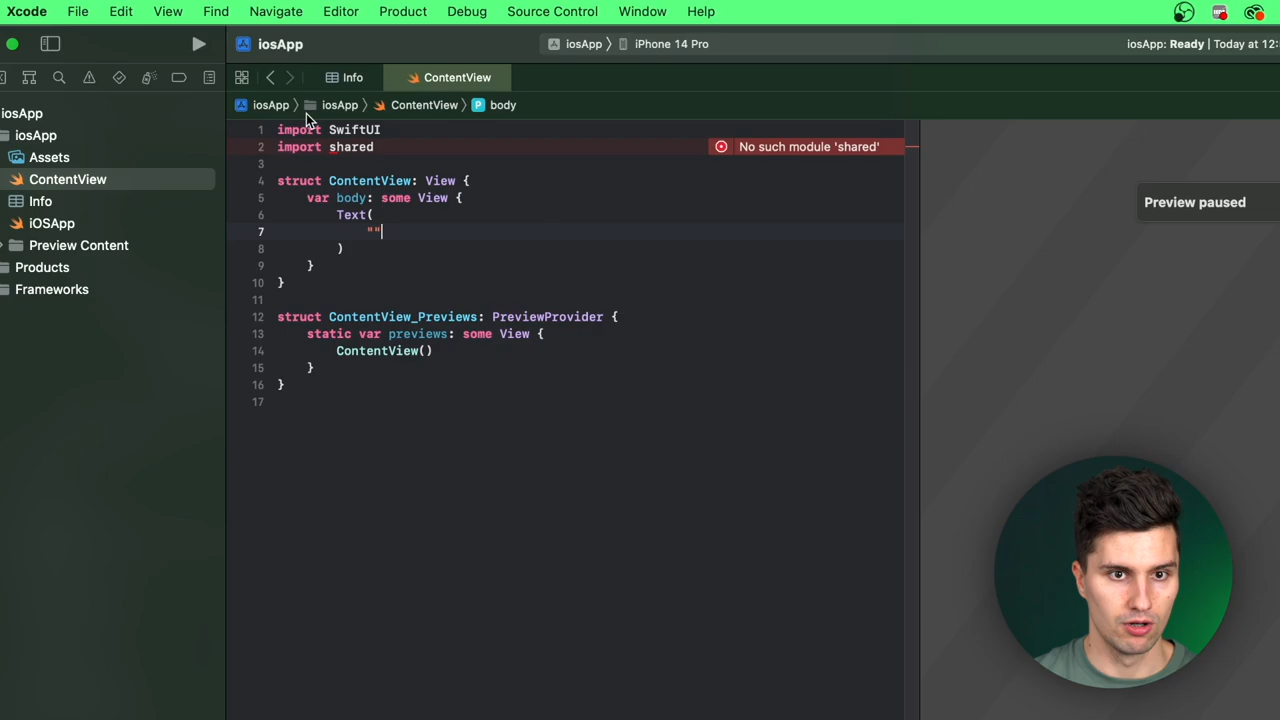 Xcode File Edit View Find Navigate Editor Product Debug Source Control Window Help
iosApp
iosApp 〉 iPhone 14 Pro
iosApp: Ready | Today at 12:
Info
ContentView
iosApp 〉 iosApp 〉 ContentView 〉 P body
iosApp
iosApp
Assets
ContentView
Info
iOSApp
Preview Content
Products
Frameworks
1 import SwiftUI
2 import shared
No such module 'shared'
3
4 struct ContentView: View {
5 var body: some View {
6 Text(
7 ""
8 )
9 }
10 }
11
12 struct ContentView_Previews: PreviewProvider {
13 static var previews: some View {
14 ContentView()
15 }
16 }
17
Preview paused